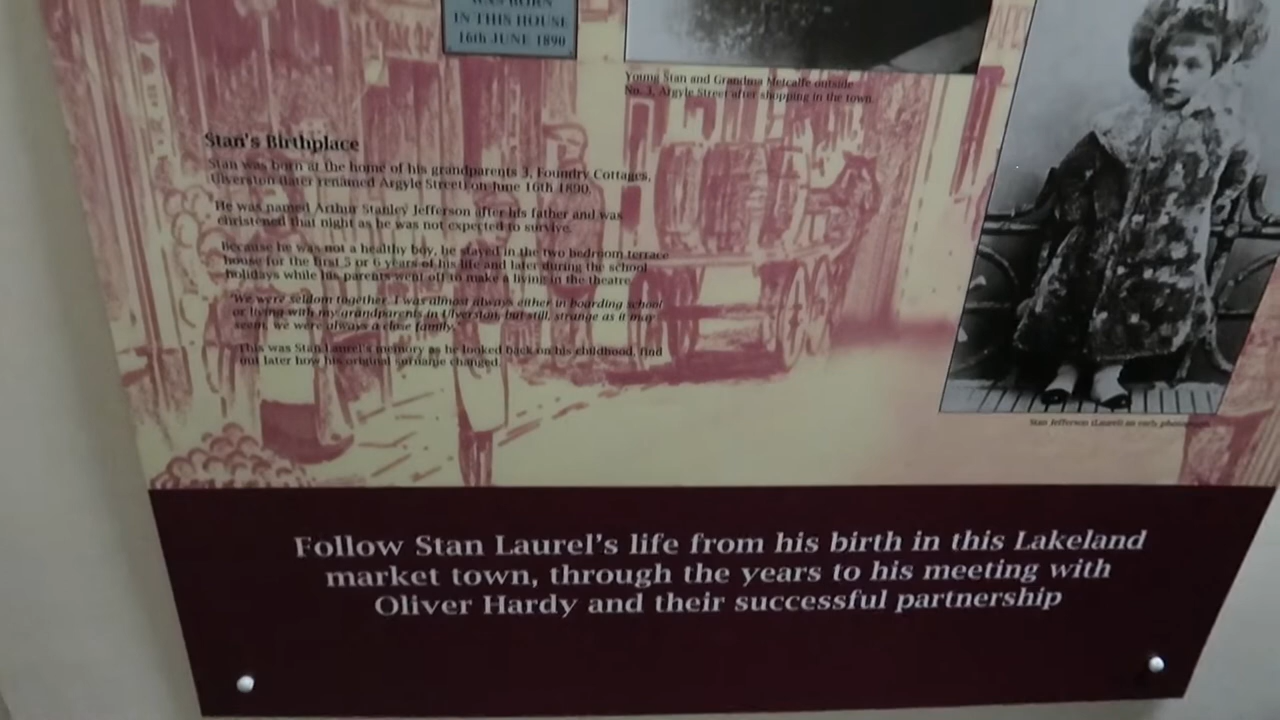 WAS BORN
IN THIS HOUSE
16th JUNE 1890
Young Stan and Grandma Metcalfe outside
No. 3, Argyle Street after shopping in the town.
Stan's Birthplace
Stan was born at the home of his grandparents 3, Foundry Cottages,
Ulverston (later renamed Argyle Street) on June 16th 1890.
He was named Arthur Stanley Jefferson after his father and was
christened that night as he was not expected to survive.
Because he was not a healthy boy, he stayed in the two bedroom terrace
house for the first 5 or 6 years of his life and later during the school
holidays while his parents went off to make a living in the theatre.
"We were seldom together. I was almost always either in boarding school
or living with my grandparents in Ulverston, but still, strange as it may
seem, we were always a close family."
This was Stan Laurel's memory as he looked back on his childhood, find
out later how his original surname changed.
Stan Jefferson (Laurel) an early photograph
Follow Stan Laurel's life from his birth in this Lakeland
market town, through the years to his meeting with
Oliver Hardy and their successful partnership